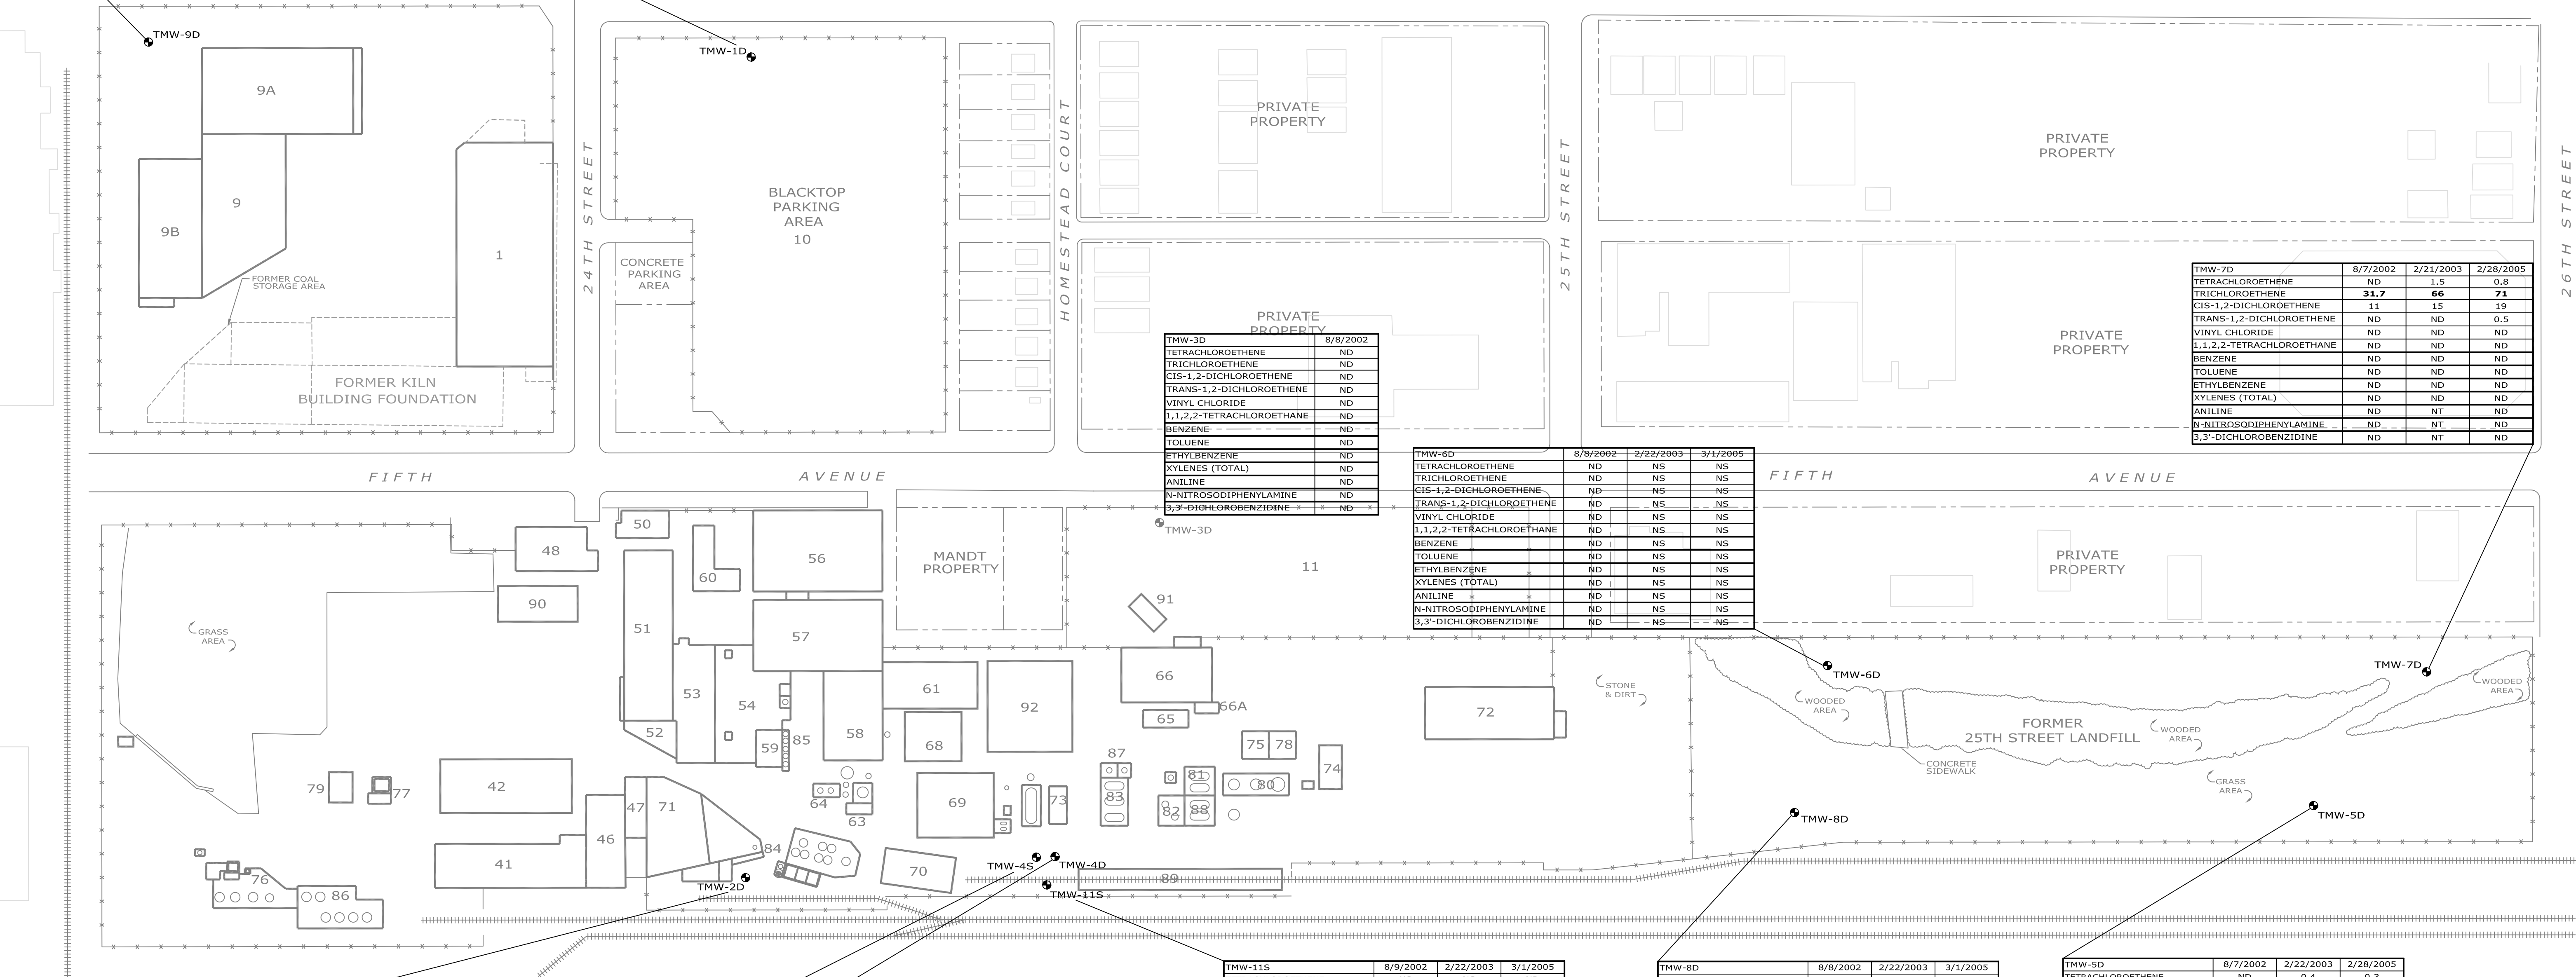 TMW-9D
9A
9
9B
1
FORMER COAL
STORAGE AREA
FORMER KILN
BUILDING FOUNDATION
24TH STREET
TMW-1D
BLACKTOP
PARKING
AREA
10
CONCRETE
PARKING
AREA
HOMESTEAD COURT
PRIVATE
PROPERTY
PRIVATE
PROPERTY
25TH STREET
PRIVATE
PROPERTY
PRIVATE
PROPERTY
26TH STREET
TMW-7D 8/7/2002 2/21/2003 2/28/2005
TETRACHLOROETHENE ND 1.5 0.8
TRICHLOROETHENE 31.7 66 71
CIS-1,2-DICHLOROETHENE 11 15 19
TRANS-1,2-DICHLOROETHENE ND ND 0.5
VINYL CHLORIDE ND ND ND
1,1,2,2-TETRACHLOROETHANE ND ND ND
BENZENE ND ND ND
TOLUENE ND ND ND
ETHYLBENZENE ND ND ND
XYLENES (TOTAL) ND ND ND
ANILINE ND NT ND
N-NITROSODIPHENYLAMINE ND NT ND
3,3'-DICHLOROBENZIDINE ND NT ND
TMW-3D 8/8/2002
TETRACHLOROETHENE ND
TRICHLOROETHENE ND
CIS-1,2-DICHLOROETHENE ND
TRANS-1,2-DICHLOROETHENE ND
VINYL CHLORIDE ND
1,1,2,2-TETRACHLOROETHANE ND
BENZENE ND
TOLUENE ND
ETHYLBENZENE ND
XYLENES (TOTAL) ND
ANILINE ND
N-NITROSODIPHENYLAMINE ND
3,3'-DICHLOROBENZIDINE ND
TMW-6D 8/8/2002 2/22/2003 3/1/2005
TETRACHLOROETHENE ND NS NS
TRICHLOROETHENE ND NS NS
CIS-1,2-DICHLOROETHENE ND NS NS
TRANS-1,2-DICHLOROETHENE ND NS NS
VINYL CHLORIDE ND NS NS
1,1,2,2-TETRACHLOROETHANE ND NS NS
BENZENE ND NS NS
TOLUENE ND NS NS
ETHYLBENZENE ND NS NS
XYLENES (TOTAL) ND NS NS
ANILINE ND NS NS
N-NITROSODIPHENYLAMINE ND NS NS
3,3'-DICHLOROBENZIDINE ND NS NS
FIFTH AVENUE
FIFTH AVENUE
TMW-3D
11
MANDT
PROPERTY
PRIVATE
PROPERTY
GRASS
AREA
48
90
50
51
52
53
54
56
57
58
59
60
61
68
85
92
91
66
66A
65
72
75
78
74
87
83
81
82
88
80
79
77
42
47
71
46
41
76
86
64
63
69
73
84
70
89
TMW-2D
TMW-4S
TMW-4D
TMW-11S
STONE
& DIRT
TMW-6D
TMW-7D
WOODED
AREA
WOODED
AREA
WOODED
AREA
FORMER
25TH STREET LANDFILL
CONCRETE
SIDEWALK
GRASS
AREA
TMW-8D
TMW-5D
TMW-11S 8/9/2002 2/22/2003 3/1/2005
TMW-8D 8/8/2002 2/22/2003 3/1/2005
TMW-5D 8/7/2002 2/22/2003 2/28/2005